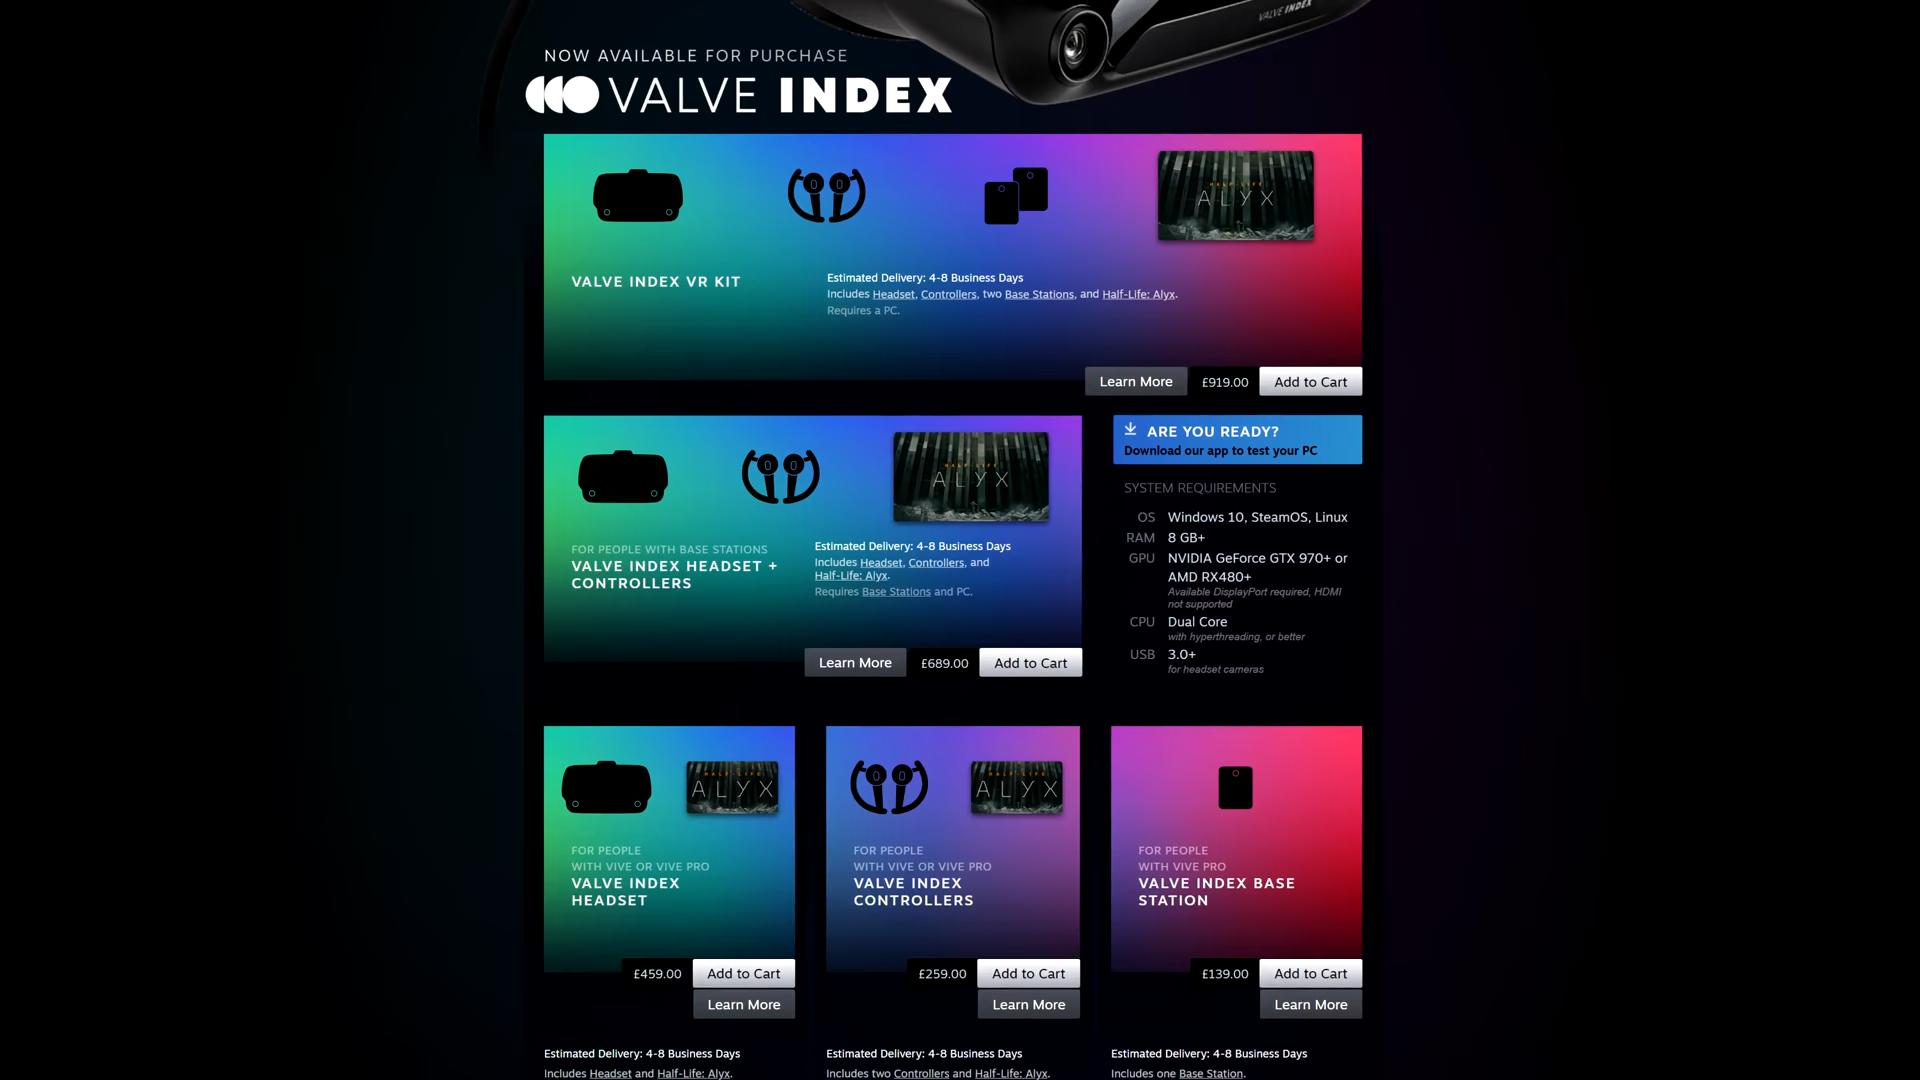 VALVE INDEX
NOW AVAILABLE FOR PURCHASE
VALVE INDEX
HALF-LIFE
ALYX
VALVE INDEX VR KIT
Estimated Delivery: 4-8 Business Days
Includes Headset, Controllers, two Base Stations, and Half-Life: Alyx.
Requires a PC.
Learn More £919.00 Add to Cart
HALF-LIFE
ALYX
FOR PEOPLE WITH BASE STATIONS
VALVE INDEX HEADSET +
CONTROLLERS
Estimated Delivery: 4-8 Business Days
Includes Headset, Controllers, and
Half-Life: Alyx.
Requires Base Stations and PC.
Learn More £689.00 Add to Cart
ARE YOU READY?
Download our app to test your PC
SYSTEM REQUIREMENTS
OS Windows 10, SteamOS, Linux
RAM 8 GB+
GPU NVIDIA GeForce GTX 970+ or
AMD RX480+
Available DisplayPort required, HDMI
not supported
CPU Dual Core
with hyperthreading, or better
USB 3.0+
for headset cameras
HALF-LIFE
ALYX
FOR PEOPLE
WITH VIVE OR VIVE PRO
VALVE INDEX
HEADSET
£459.00 Add to Cart
Learn More
Estimated Delivery: 4-8 Business Days
Includes Headset and Half-Life: Alyx.
HALF-LIFE
ALYX
FOR PEOPLE
WITH VIVE OR VIVE PRO
VALVE INDEX
CONTROLLERS
£259.00 Add to Cart
Learn More
Estimated Delivery: 4-8 Business Days
Includes two Controllers and Half-Life: Alyx.
FOR PEOPLE
WITH VIVE PRO
VALVE INDEX BASE
STATION
£139.00 Add to Cart
Learn More
Estimated Delivery: 4-8 Business Days
Includes one Base Station.